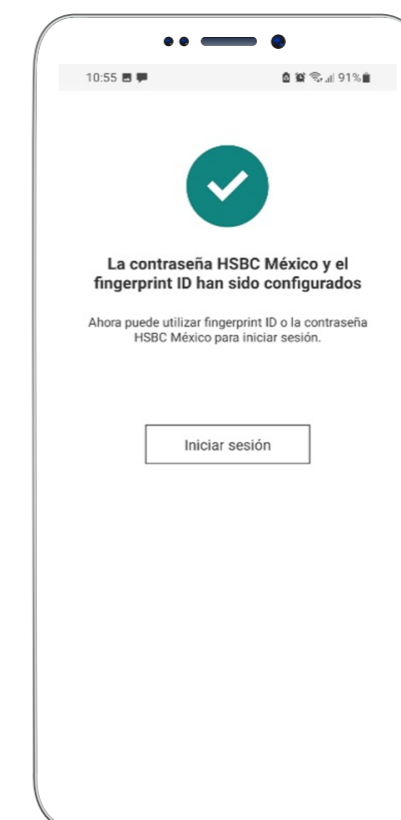 10:55
91%
La contraseña HSBC México y el
fingerprint ID han sido configurados
Ahora puede utilizar fingerprint ID o la contraseña
HSBC México para iniciar sesión.
Iniciar sesión